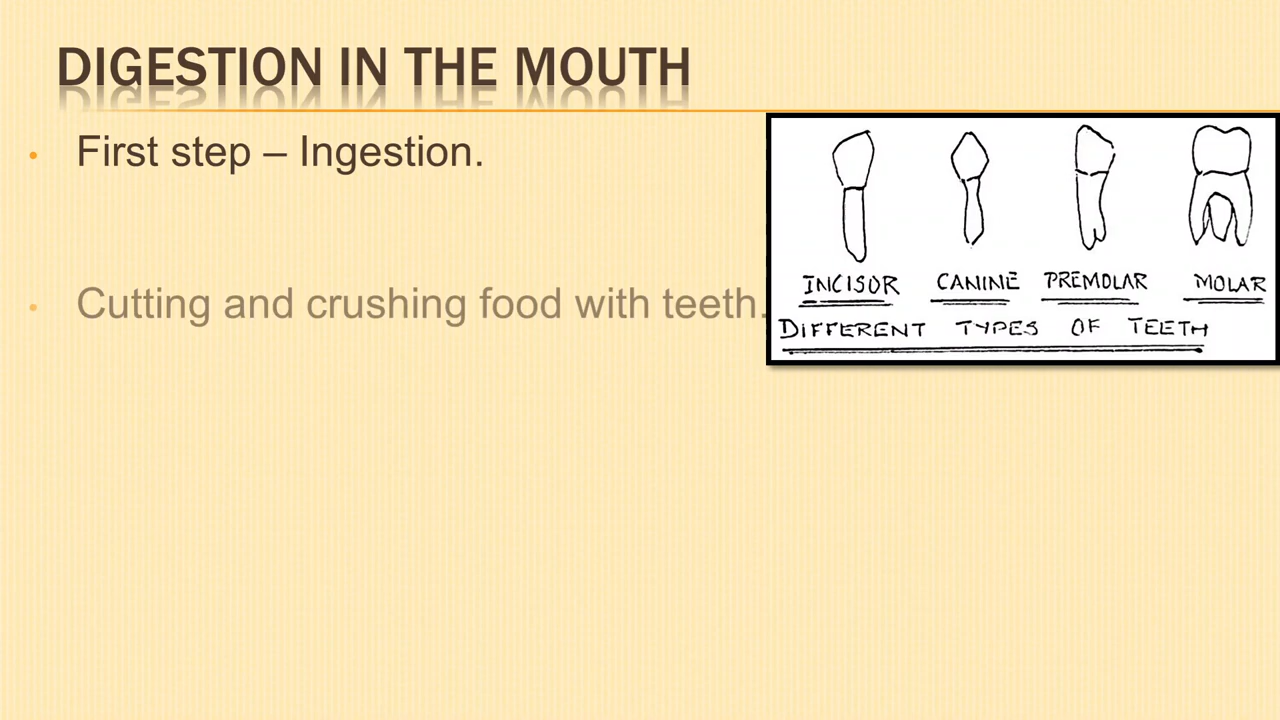 DIGESTION IN THE MOUTH
• First step – Ingestion.
• Cutting and crushing food with teeth.
INCISOR CANINE PREMOLAR MOLAR
DIFFERENT TYPES OF TEETH